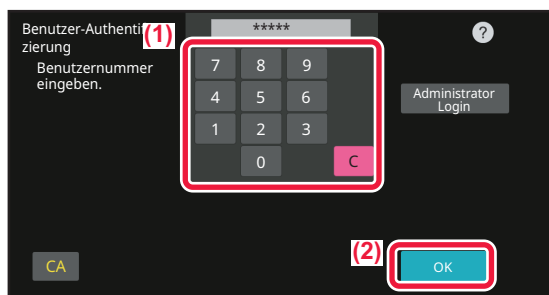 Benutzer-Authenti
zierung
Benutzernummer
eingeben.
(1)
*****
?
7 8 9
4 5 6
1 2 3
0 C
Administrator
Login
(2)
CA
OK